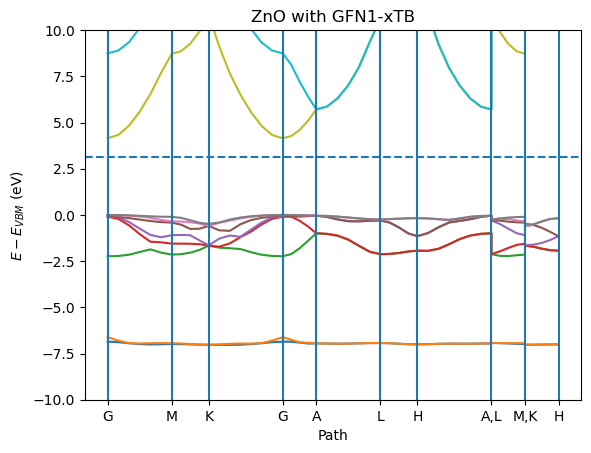 ZnO with GFN1-xTB
E − E_VBM (eV)
10.0
7.5
5.0
2.5
0.0
−2.5
−5.0
−7.5
−10.0
G M K G A L H A,L M,K H
Path